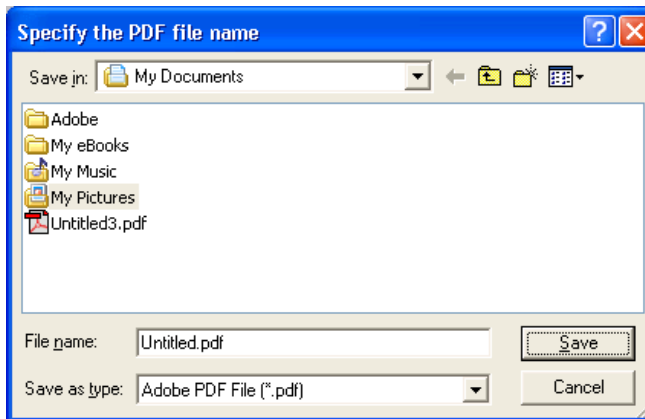 Specify the PDF file name
Save in: My Documents
Adobe
My eBooks
My Music
My Pictures
Untitled3.pdf
File name: Untitled.pdf Save
Save as type: Adobe PDF File (*.pdf) Cancel